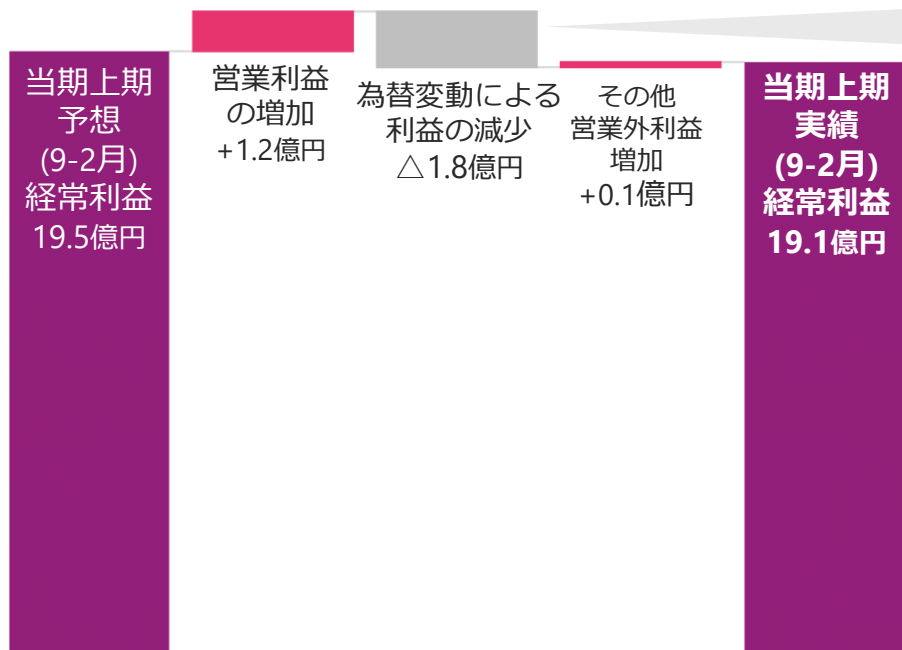 当期上期
予想
(9-2月)
経常利益
19.5億円
営業利益
の増加
+1.2億円
為替変動による
利益の減少
△1.8億円
その他
営業外利益
増加
+0.1億円
当期上期
実績
(9-2月)
経常利益
19.1億円